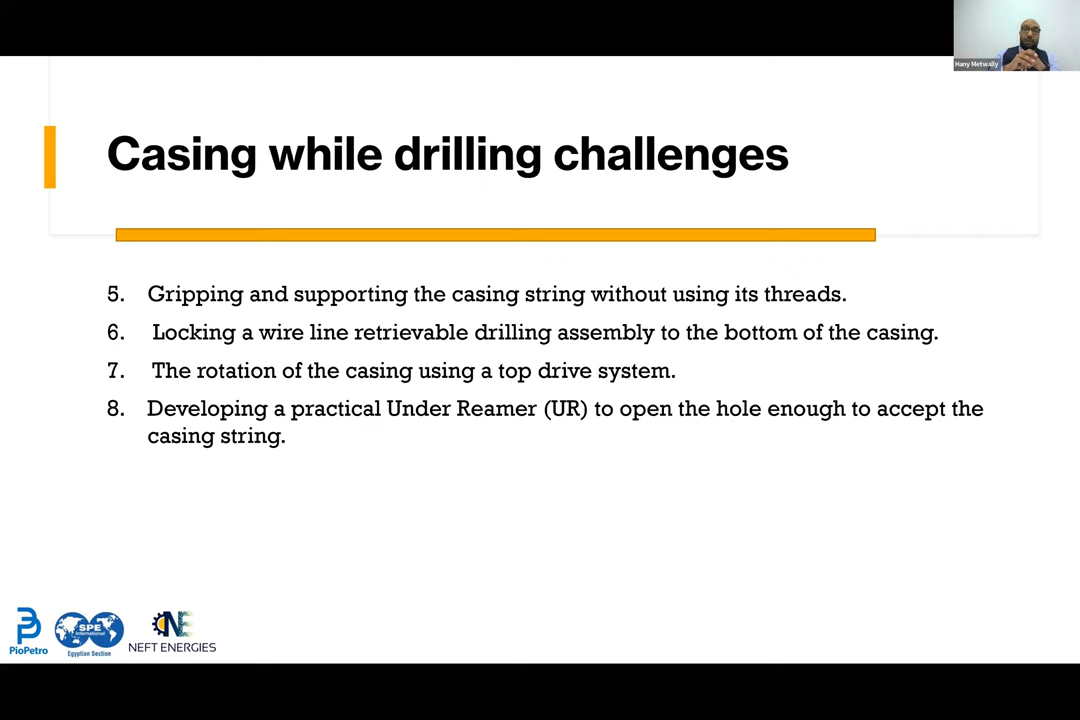 Hany Metwally
Casing while drilling challenges
5. Gripping and supporting the casing string without using its threads.
6. Locking a wire line retrievable drilling assembly to the bottom of the casing.
7. The rotation of the casing using a top drive system.
8. Developing a practical Under Reamer (UR) to open the hole enough to accept the
casing string.
PioPetro
SPE
International
Egyptian Section
NE
NEFT ENERGIES